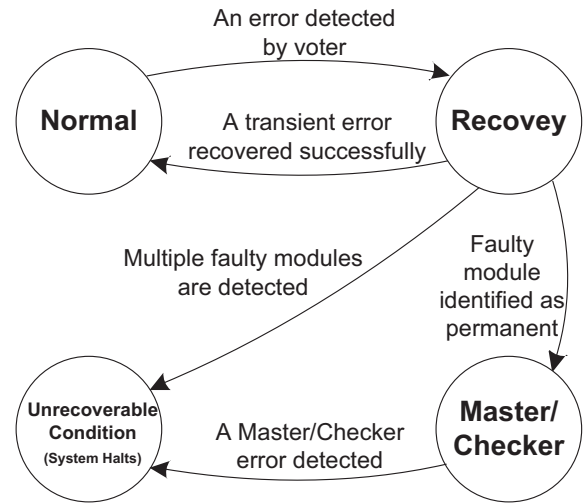 An error detected
by voter
Normal
Recovey
A transient error
recovered successfully
Multiple faulty modules
are detected
Faulty
module
identified as
permanent
Unrecoverable
Condition
(System Halts)
A Master/Checker
error detected
Master/
Checker